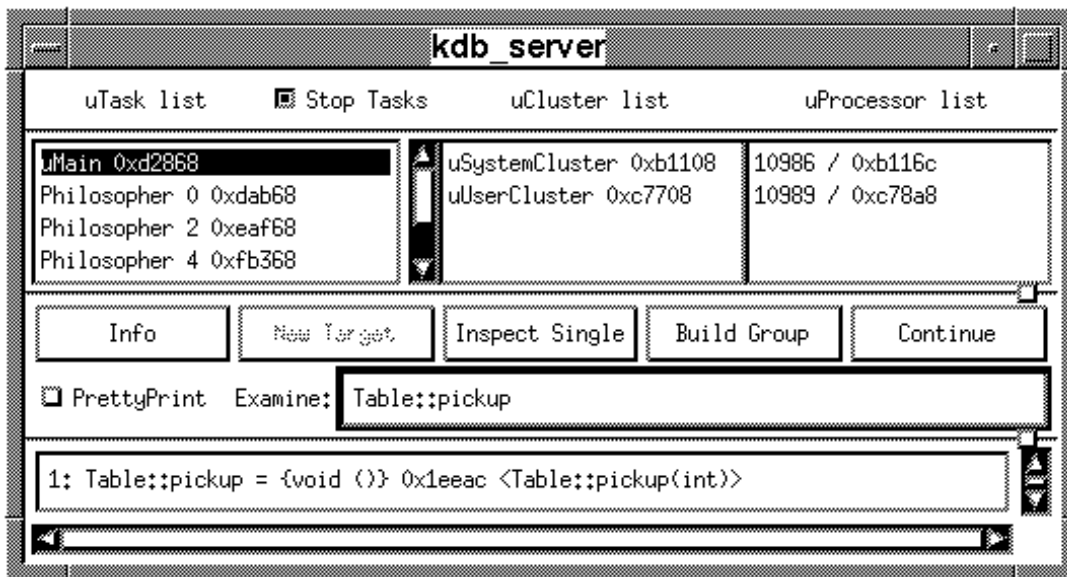 kdb_server
uTask list Stop Tasks uCluster list uProcessor list
uMain 0xd2868 uSystemCluster 0xb1108 10986 / 0xb116c
Philosopher 0 0xdab68 uUserCluster 0xc7708 10989 / 0xc78a8
Philosopher 2 0xeaf68
Philosopher 4 0xfb368
Info New Target Inspect Single Build Group Continue
PrettyPrint Examine: Table::pickup
1: Table::pickup = {void ()} 0x1eeac <Table::pickup(int)>